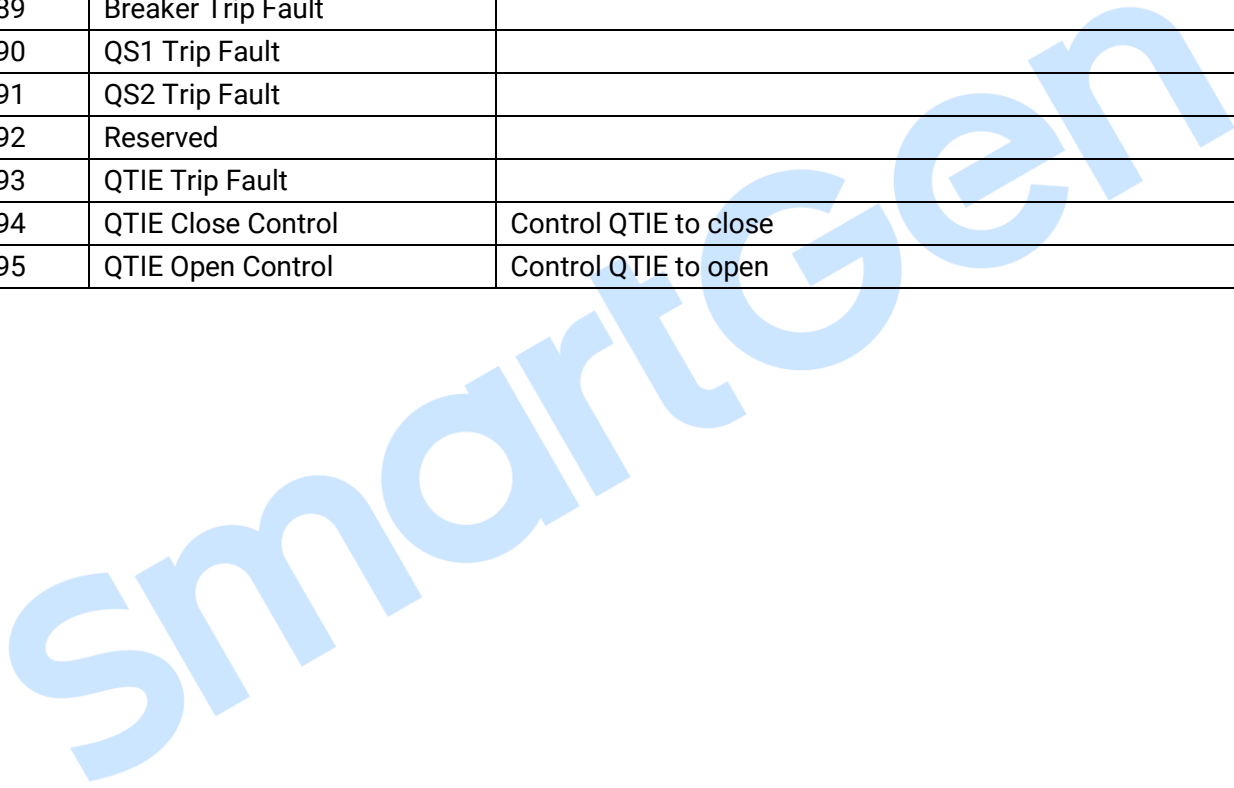 89 Breaker Trip Fault
90 QS1 Trip Fault
91 QS2 Trip Fault
92 Reserved
93 QTIE Trip Fault
94 QTIE Close Control Control QTIE to close
95 QTIE Open Control Control QTIE to open
SmartGen